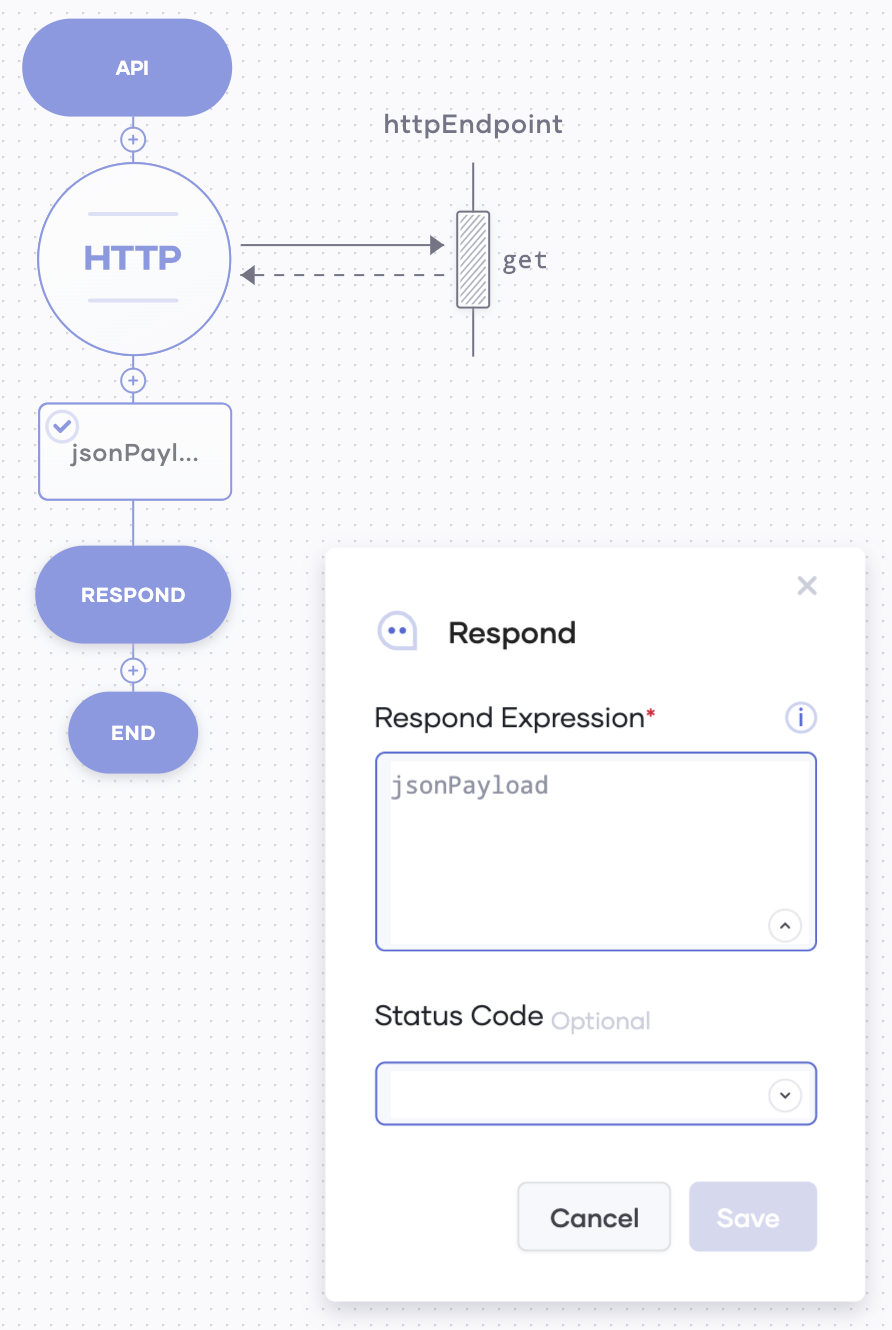 API
httpEndpoint
HTTP
get
jsonPayl...
RESPOND
END
Respond
Respond Expression*
jsonPayload
Status Code Optional
Cancel
Save